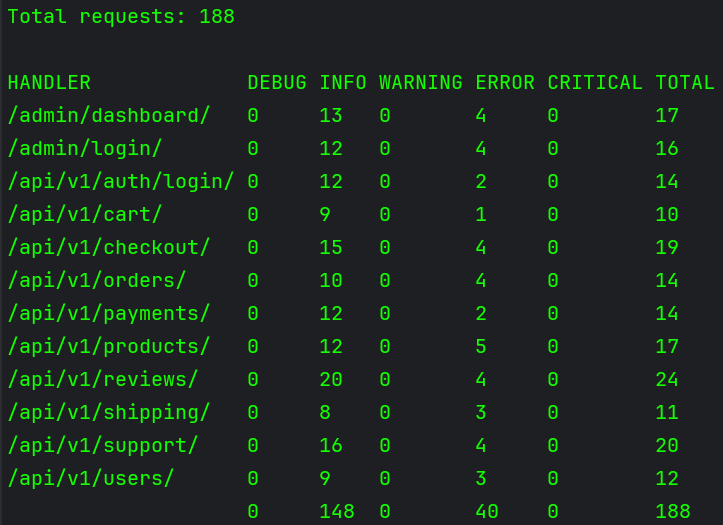 Total requests: 188
HANDLER DEBUG INFO WARNING ERROR CRITICAL TOTAL
/admin/dashboard/ 0 13 0 4 0 17
/admin/login/ 0 12 0 4 0 16
/api/v1/auth/login/ 0 12 0 2 0 14
/api/v1/cart/ 0 9 0 1 0 10
/api/v1/checkout/ 0 15 0 4 0 19
/api/v1/orders/ 0 10 0 4 0 14
/api/v1/payments/ 0 12 0 2 0 14
/api/v1/products/ 0 12 0 5 0 17
/api/v1/reviews/ 0 20 0 4 0 24
/api/v1/shipping/ 0 8 0 3 0 11
/api/v1/support/ 0 16 0 4 0 20
/api/v1/users/ 0 9 0 3 0 12
0 148 0 40 0 188